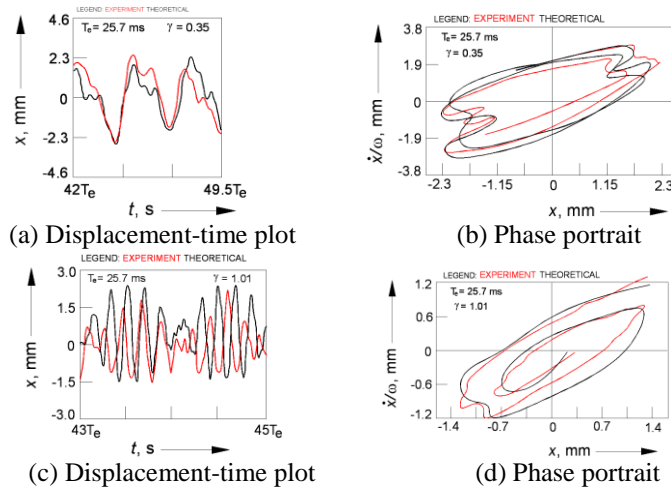 LEGEND: EXPERIMENT THEORETICAL
Te = 25.7 ms γ = 0.35
4.6
2.3
0
-2.3
-4.6
x, mm
42Te 49.5Te
t, s
(a) Displacement-time plot
LEGEND: EXPERIMENT THEORETICAL
Te = 25.7 ms
γ = 0.35
3.8
1.9
0
-1.9
-3.8
ẋ/ω, mm
-2.3 -1.15 0 1.15 2.3
x, mm
(b) Phase portrait
LEGEND: EXPERIMENT THEORETICAL
Te= 25.7 ms γ = 1.01
3.0
1.5
0
-1.5
-3.0
x, mm
43Te 45Te
t, s
(c) Displacement-time plot
LEGEND: EXPERIMENT THEORETICAL
Te = 25.7 ms
γ = 1.01
1.2
0.6
0
-0.6
-1.2
ẋ/ω, mm
-1.4 -0.7 0 0.7 1.4
x, mm
(d) Phase portrait